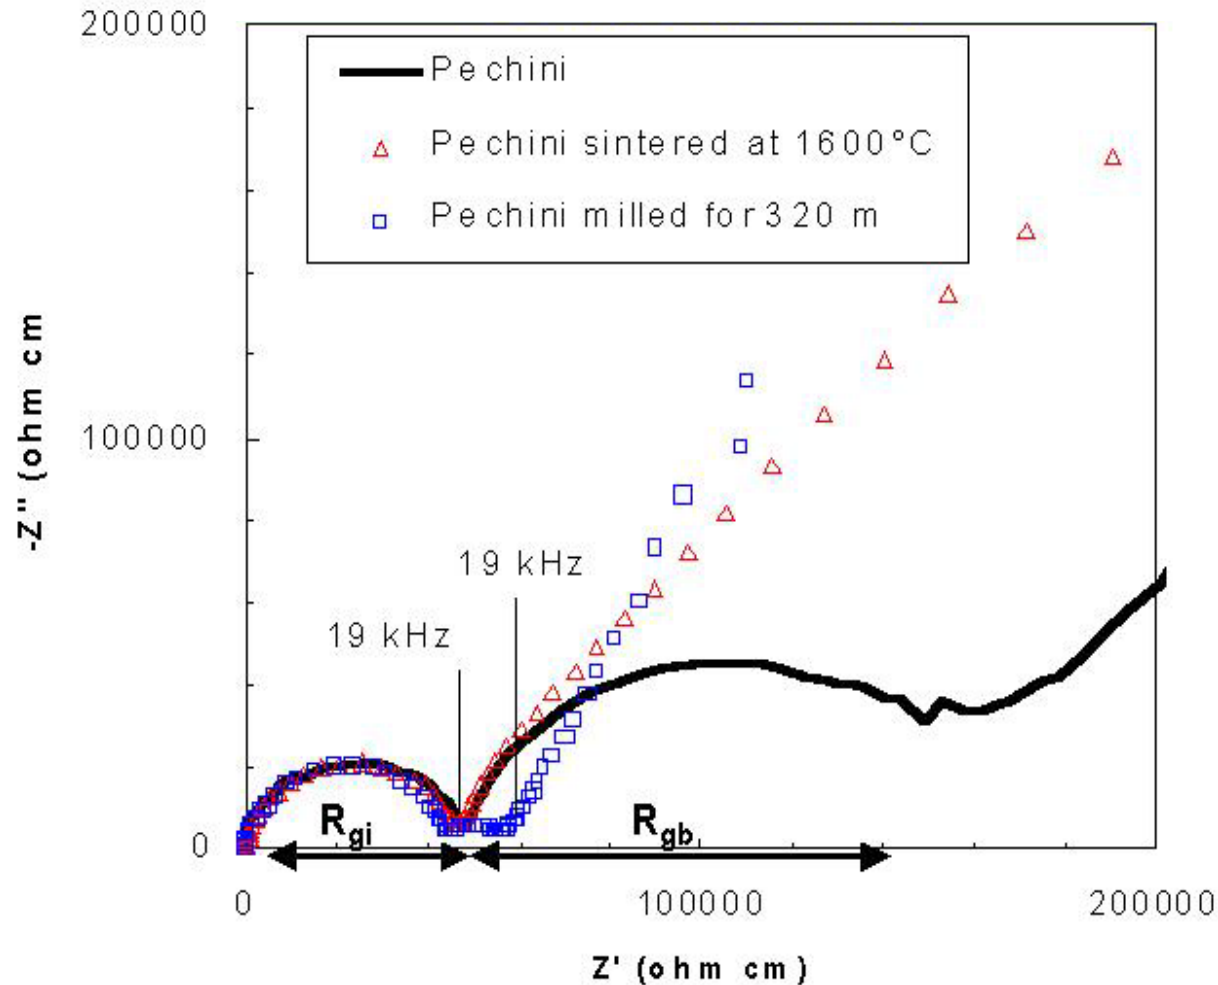 200000
Pechini
Pechini sintered at 1600ºC
Pechini milled for 320 m
-Z" (ohm cm)
100000
19 kHz
19 kHz
Rgi
Rgb
0
0
100000
200000
Z' (ohm cm)